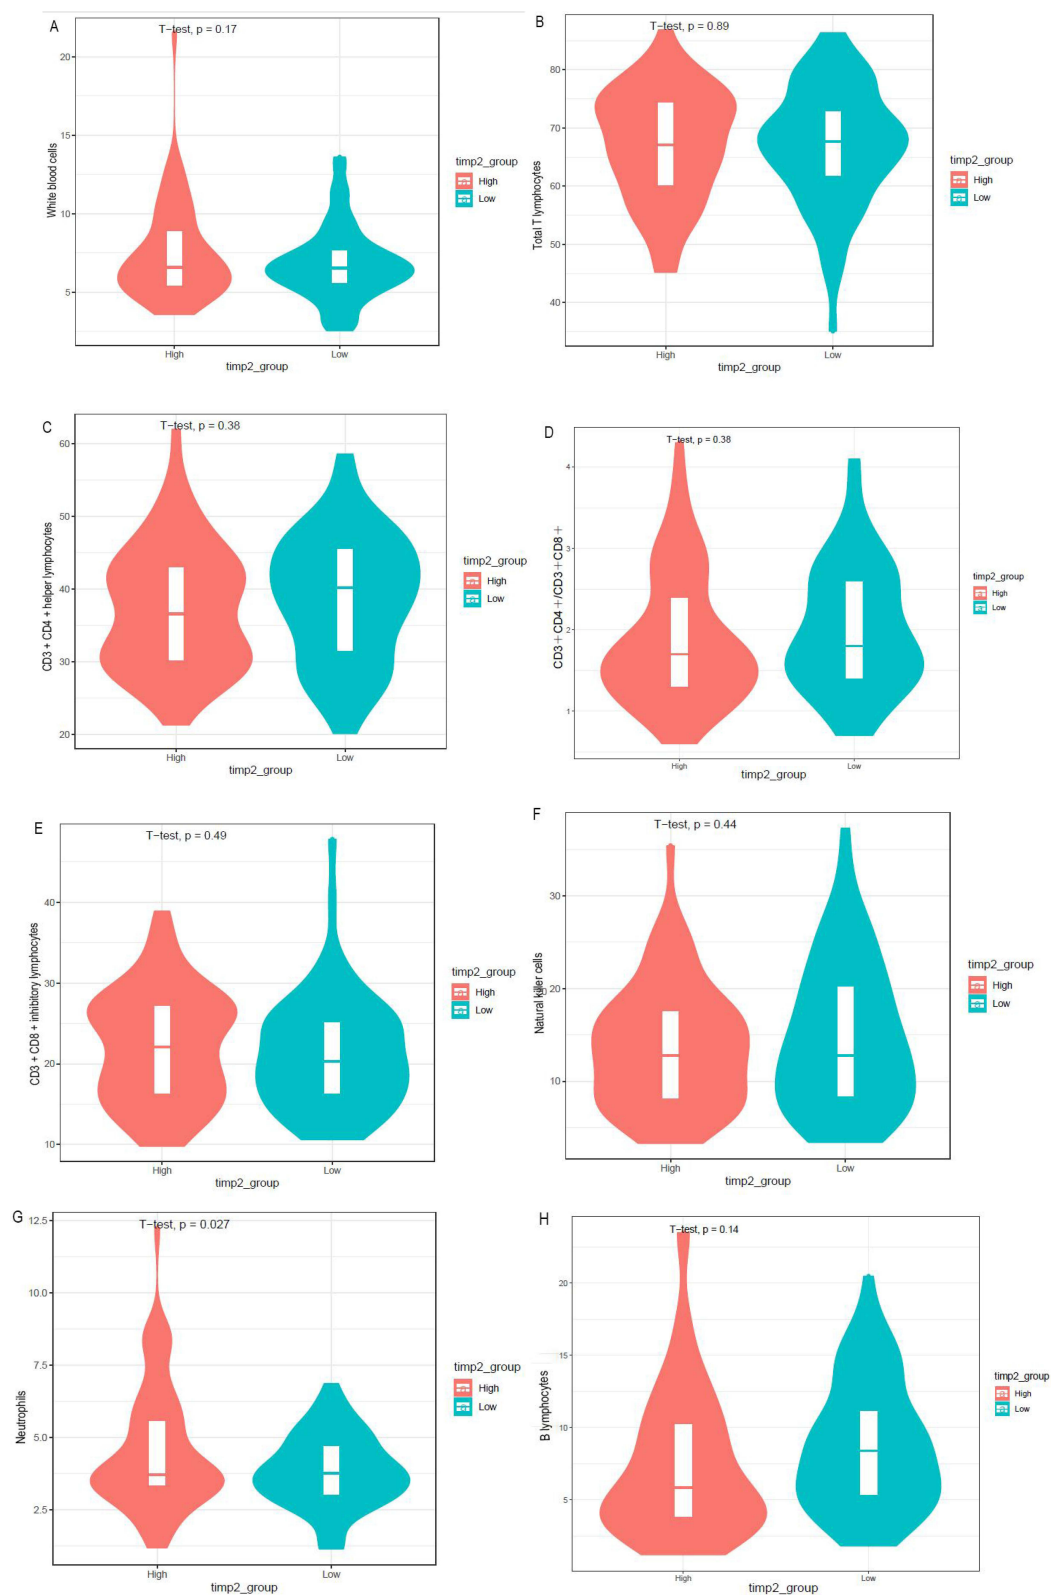 A
T-test, p = 0.17
20
15
10
5
White blood cells
High
Low
timp2_group
timp2_group
High
Low
B
T-test, p = 0.89
80
70
60
50
40
Total T lymphocytes
High
Low
timp2_group
timp2_group
High
Low
C
T-test, p = 0.38
60
50
40
30
20
CD3 + CD4 + helper lymphocytes
High
Low
timp2_group
timp2_group
High
Low
D
T-test, p = 0.38
4
3
2
1
CD3+CD4+/CD3+CD8+
High
Low
timp2_group
timp2_group
High
Low
E
T-test, p = 0.49
40
30
20
10
CD3 + CD8 + inhibitory lymphocytes
High
Low
timp2_group
timp2_group
High
Low
F
T-test, p = 0.44
30
20
10
Natural killer cells
High
Low
timp2_group
timp2_group
High
Low
G
T-test, p = 0.027
12.5
10.0
7.5
5.0
2.5
Neutrophils
High
Low
timp2_group
timp2_group
High
Low
H
T-test, p = 0.14
20
15
10
5
B lymphocytes
High
Low
timp2_group
timp2_group
High
Low